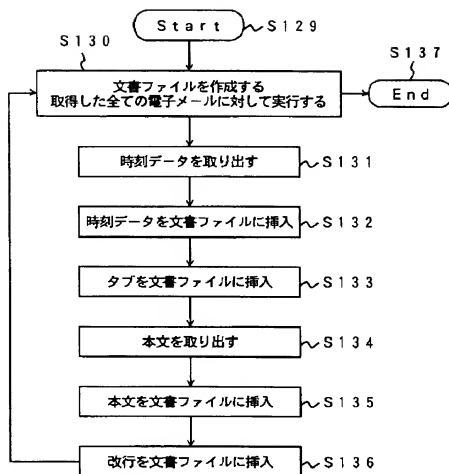 Start S129
S130
S137
文書ファイルを作成する
取得した全ての電子メールに対して実行する
End
時刻データを取り出す S131
時刻データを文書ファイルに挿入 S132
タブを文書ファイルに挿入 S133
本文を取り出す S134
本文を文書ファイルに挿入 S135
改行を文書ファイルに挿入 S136